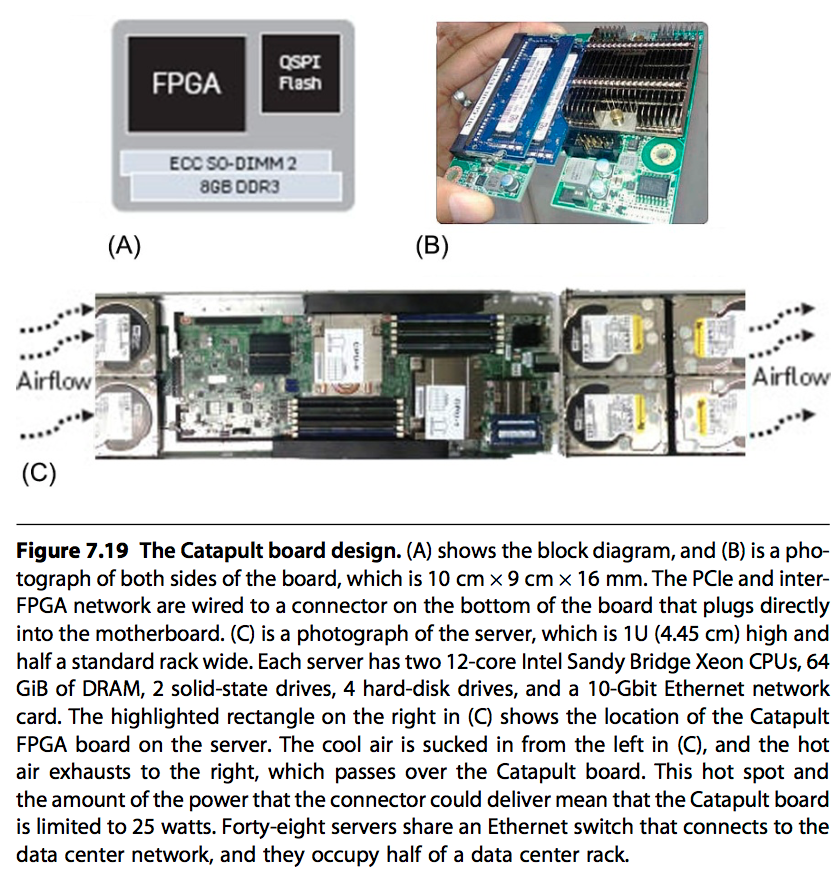 FPGA
QSPI
Flash
ECC SO-DIMM 2
8GB DDR3
(A)
(B)
Airflow
Airflow
(C)
Figure 7.19 The Catapult board design. (A) shows the block diagram, and (B) is a pho-
tograph of both sides of the board, which is 10 cm × 9 cm × 16 mm. The PCIe and inter-
FPGA network are wired to a connector on the bottom of the board that plugs directly
into the motherboard. (C) is a photograph of the server, which is 1U (4.45 cm) high and
half a standard rack wide. Each server has two 12-core Intel Sandy Bridge Xeon CPUs, 64
GiB of DRAM, 2 solid-state drives, 4 hard-disk drives, and a 10-Gbit Ethernet network
card. The highlighted rectangle on the right in (C) shows the location of the Catapult
FPGA board on the server. The cool air is sucked in from the left in (C), and the hot
air exhausts to the right, which passes over the Catapult board. This hot spot and
the amount of the power that the connector could deliver mean that the Catapult board
is limited to 25 watts. Forty-eight servers share an Ethernet switch that connects to the
data center network, and they occupy half of a data center rack.